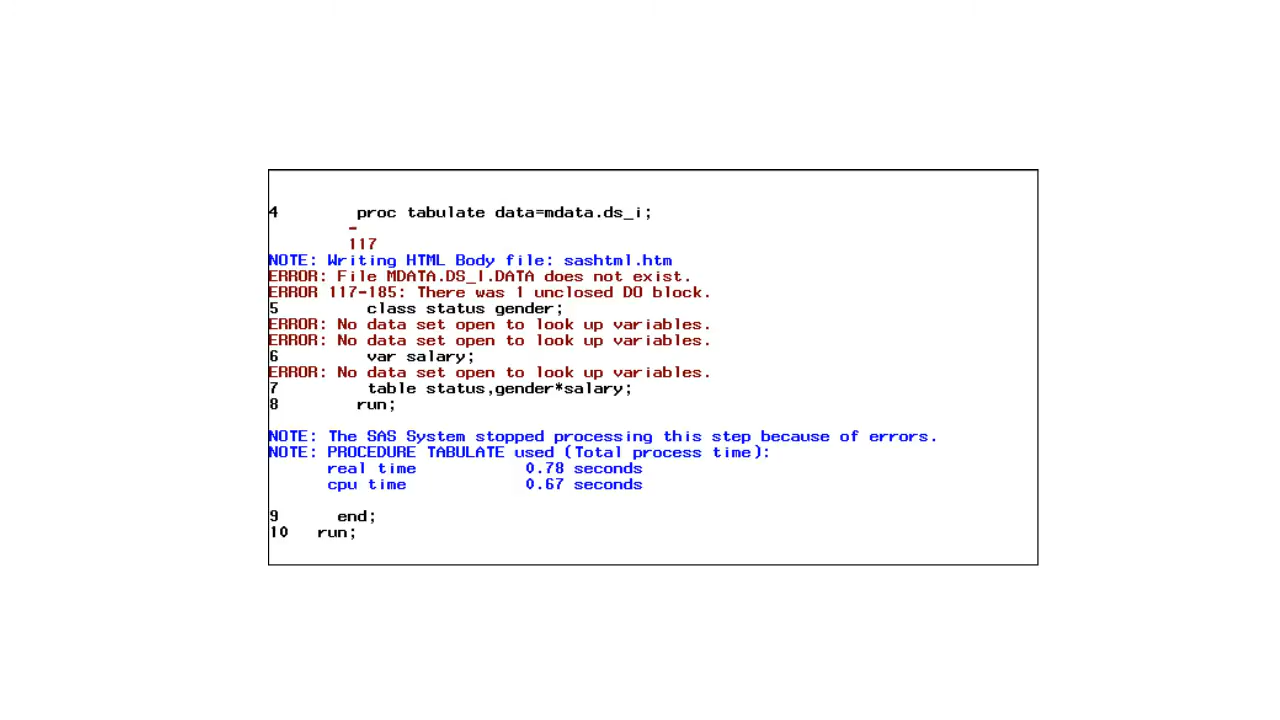 4        proc tabulate data=mdata.ds_i;
-
117
NOTE: Writing HTML Body file: sashtml.htm
ERROR: File MDATA.DS_I.DATA does not exist.
ERROR 117-185: There was 1 unclosed DO block.
5         class status gender;
ERROR: No data set open to look up variables.
ERROR: No data set open to look up variables.
6         var salary;
ERROR: No data set open to look up variables.
7         table status,gender*salary;
8        run;
NOTE: The SAS System stopped processing this step because of errors.
NOTE: PROCEDURE TABULATE used (Total process time):
real time           0.78 seconds
cpu time            0.67 seconds
9      end;
10   run;